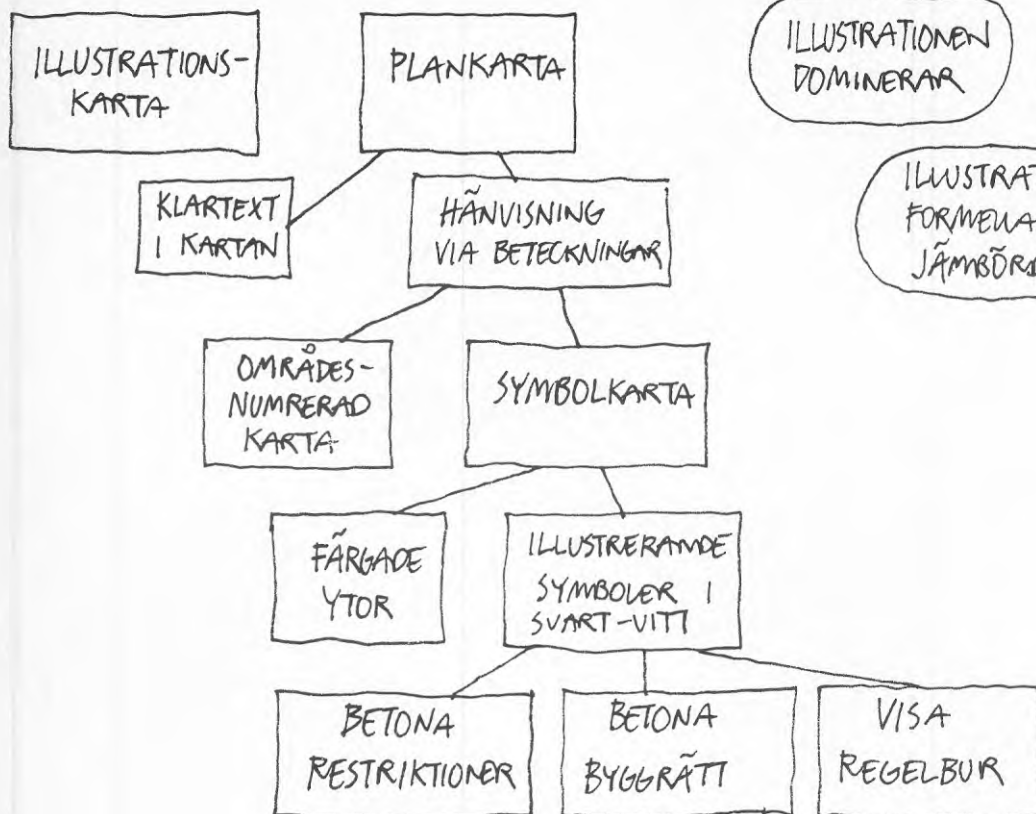 ILLUSTRATIONS-
KARTA
PLANKARTA
ILLUSTRATIONEN
DOMINERAR
KLARTEXT
I KARTAN
HÄNVISNING
VIA BETECKNINGAR
OMRÅDES-
NUMRERAD
KARTA
SYMBOLKARTA
FÄRGADE
YTOR
ILLUSTRERANDE
SYMBOLER I
SVART-VITT
BETONA
RESTRIKTIONER
BETONA
BYGGRÄTT
VISA
REGELBUR